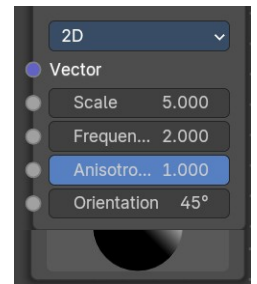 2D
Vector
Scale 5.000
Frequen... 2.000
Anisotro... 1.000
Orientation 45°